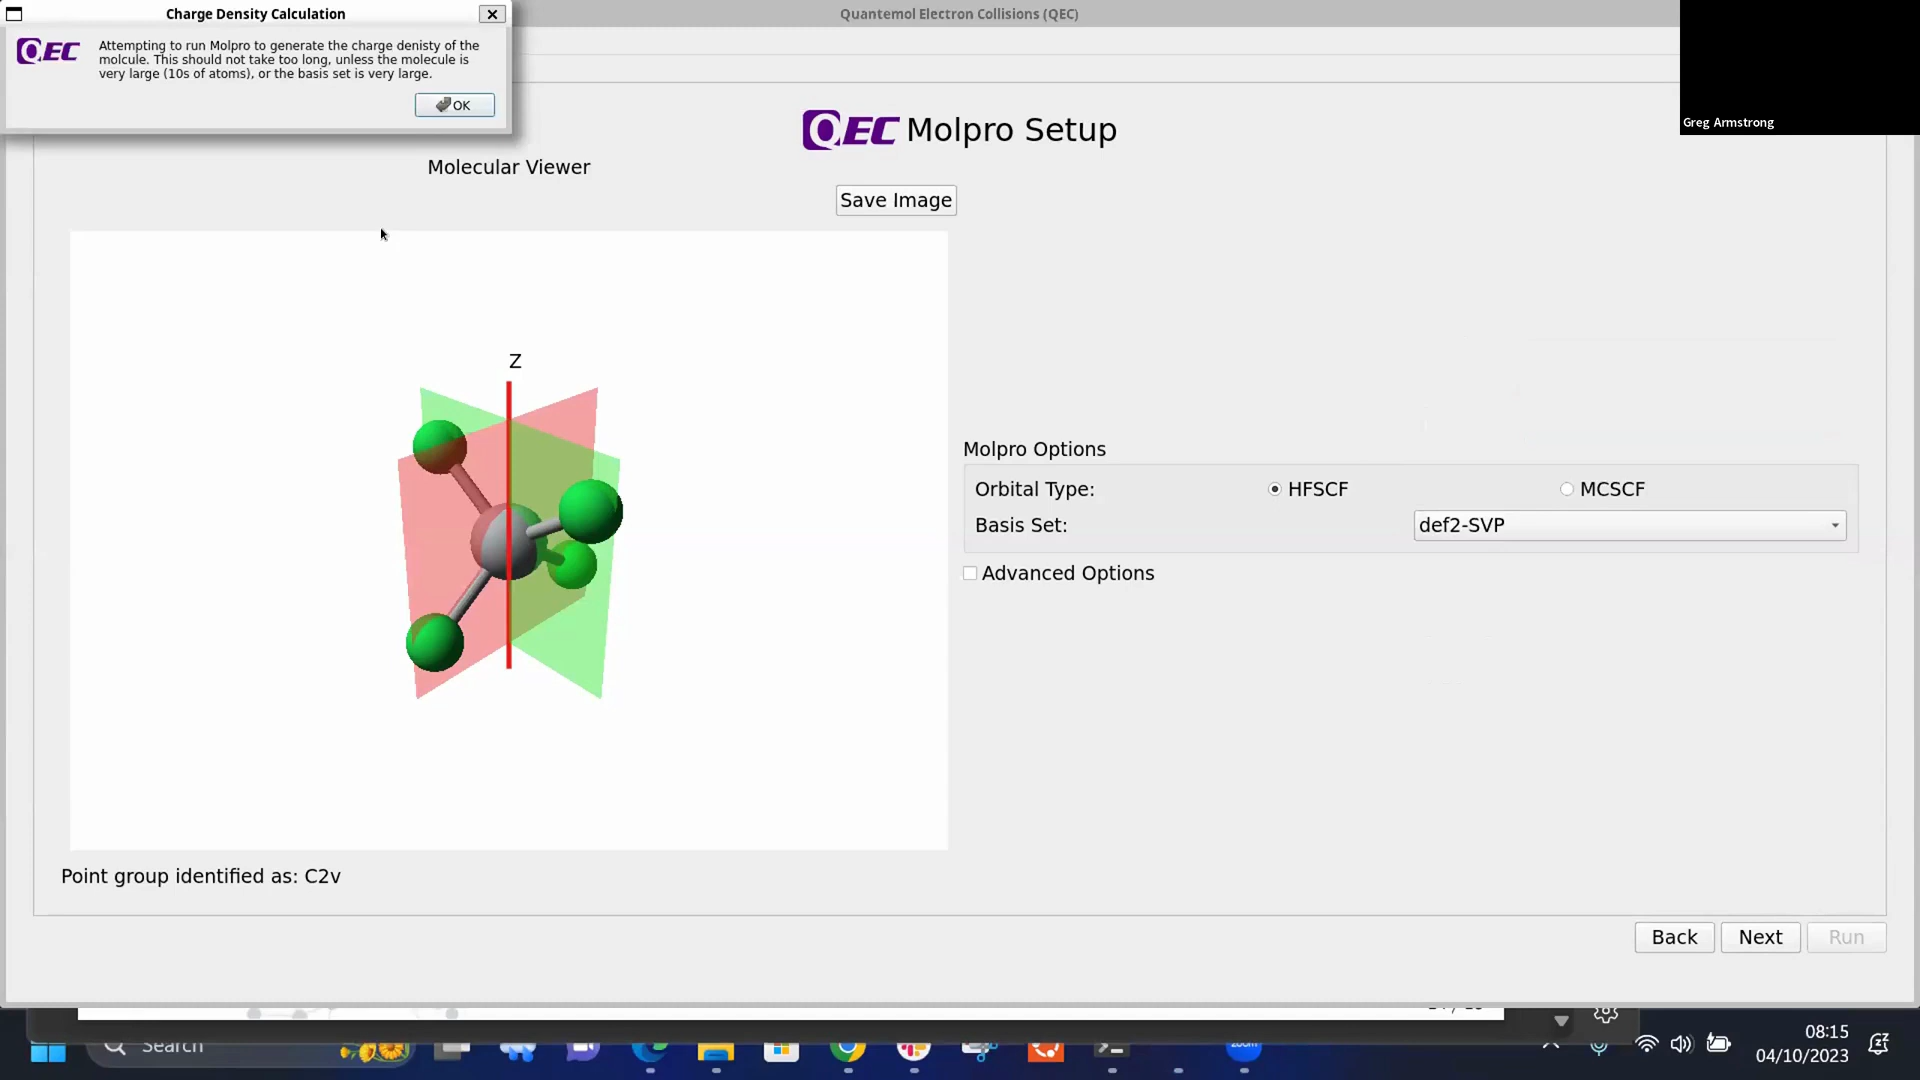 Charge Density Calculation
Quantemol Electron Collisions (QEC)
QEC
Attempting to run Molpro to generate the charge denisty of the
molcule. This should not take too long, unless the molecule is
very large (10s of atoms), or the basis set is very large.
OK
Greg Armstrong
QEC Molpro Setup
Molecular Viewer
Save Image
Z
Molpro Options
Orbital Type:
HFSCF
MCSCF
Basis Set:
def2-SVP
Advanced Options
Point group identified as: C2v
Back
Next
Run
Search
zoom
08:15
04/10/2023